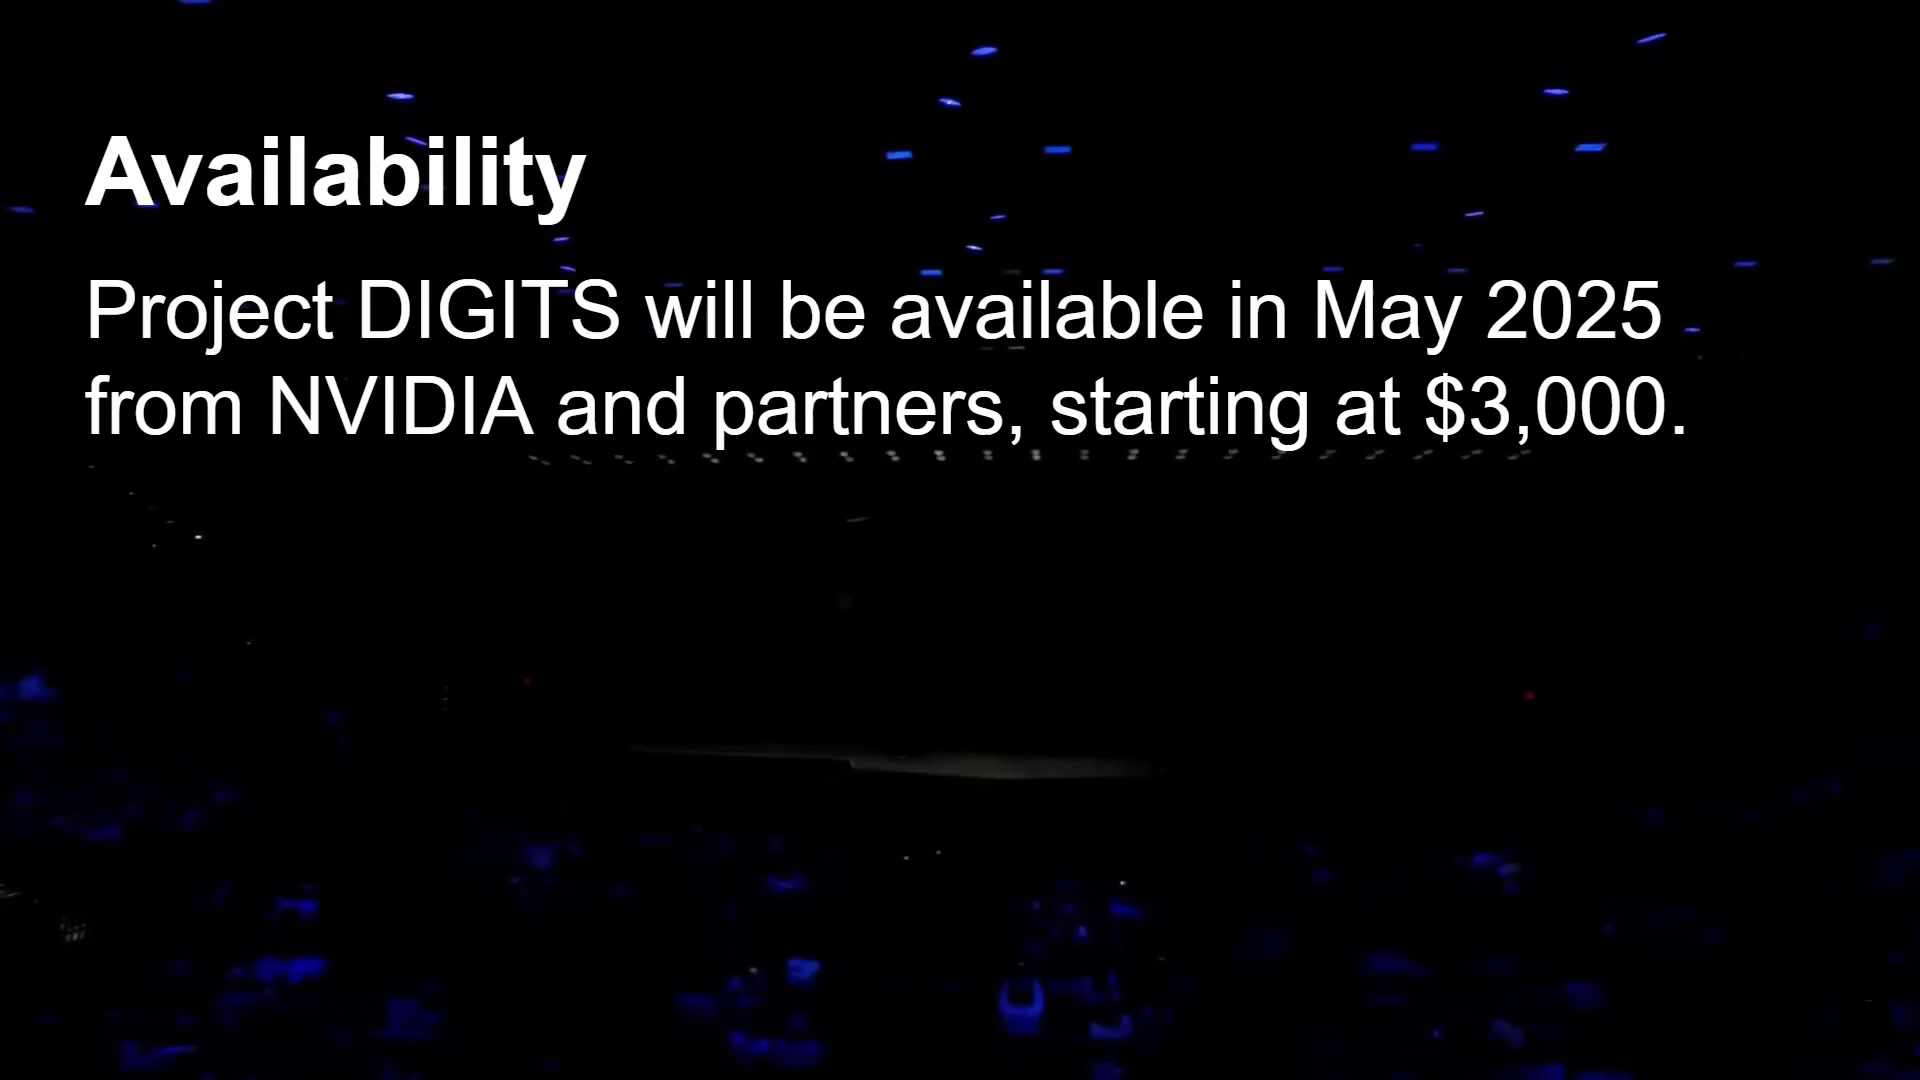 Availability
Project DIGITS will be available in May 2025
from NVIDIA and partners, starting at $3,000.